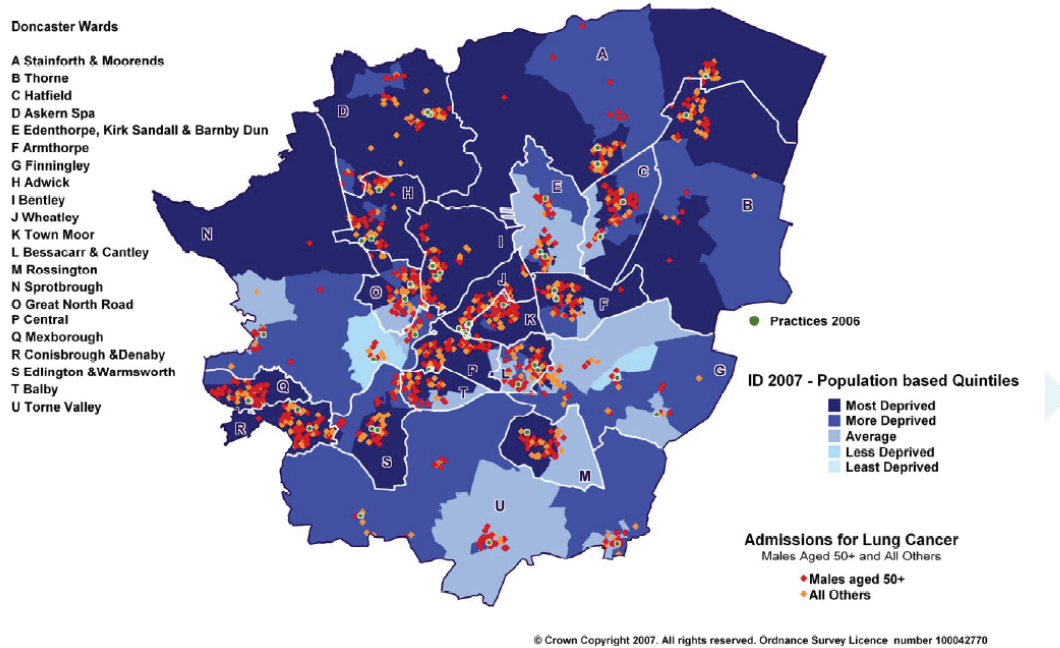 Doncaster Wards
A Stainforth & Moorends
B Thorne
C Hatfield
D Askern Spa
E Edenthorpe, Kirk Sandall & Barnby Dun
F Armthorpe
G Finningley
H Adwick
I Bentley
J Wheatley
K Town Moor
L Bessacarr & Cantley
M Rossington
N Sprotbrough
O Great North Road
P Central
Q Mexborough
R Conisbrough &Denaby
S Edlington &Warmsworth
T Balby
U Torne Valley
A
D
C
E
H
B
N
I
J
O
K
F
P
L
G
T
Q
R
S
M
U
Practices 2006
ID 2007 - Population based Quintiles
Most Deprived
More Deprived
Average
Less Deprived
Least Deprived
Admissions for Lung Cancer
Males Aged 50+ and All Others
Males aged 50+
All Others
© Crown Copyright 2007. All rights reserved. Ordnance Survey Licence number 100042770